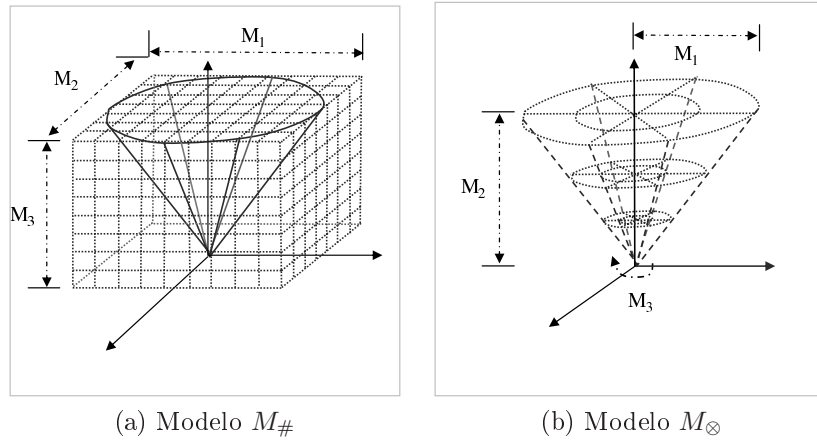 M₁
M₂
M₃
(a) Modelo M#
M₁
M₂
M₃
(b) Modelo M⊗